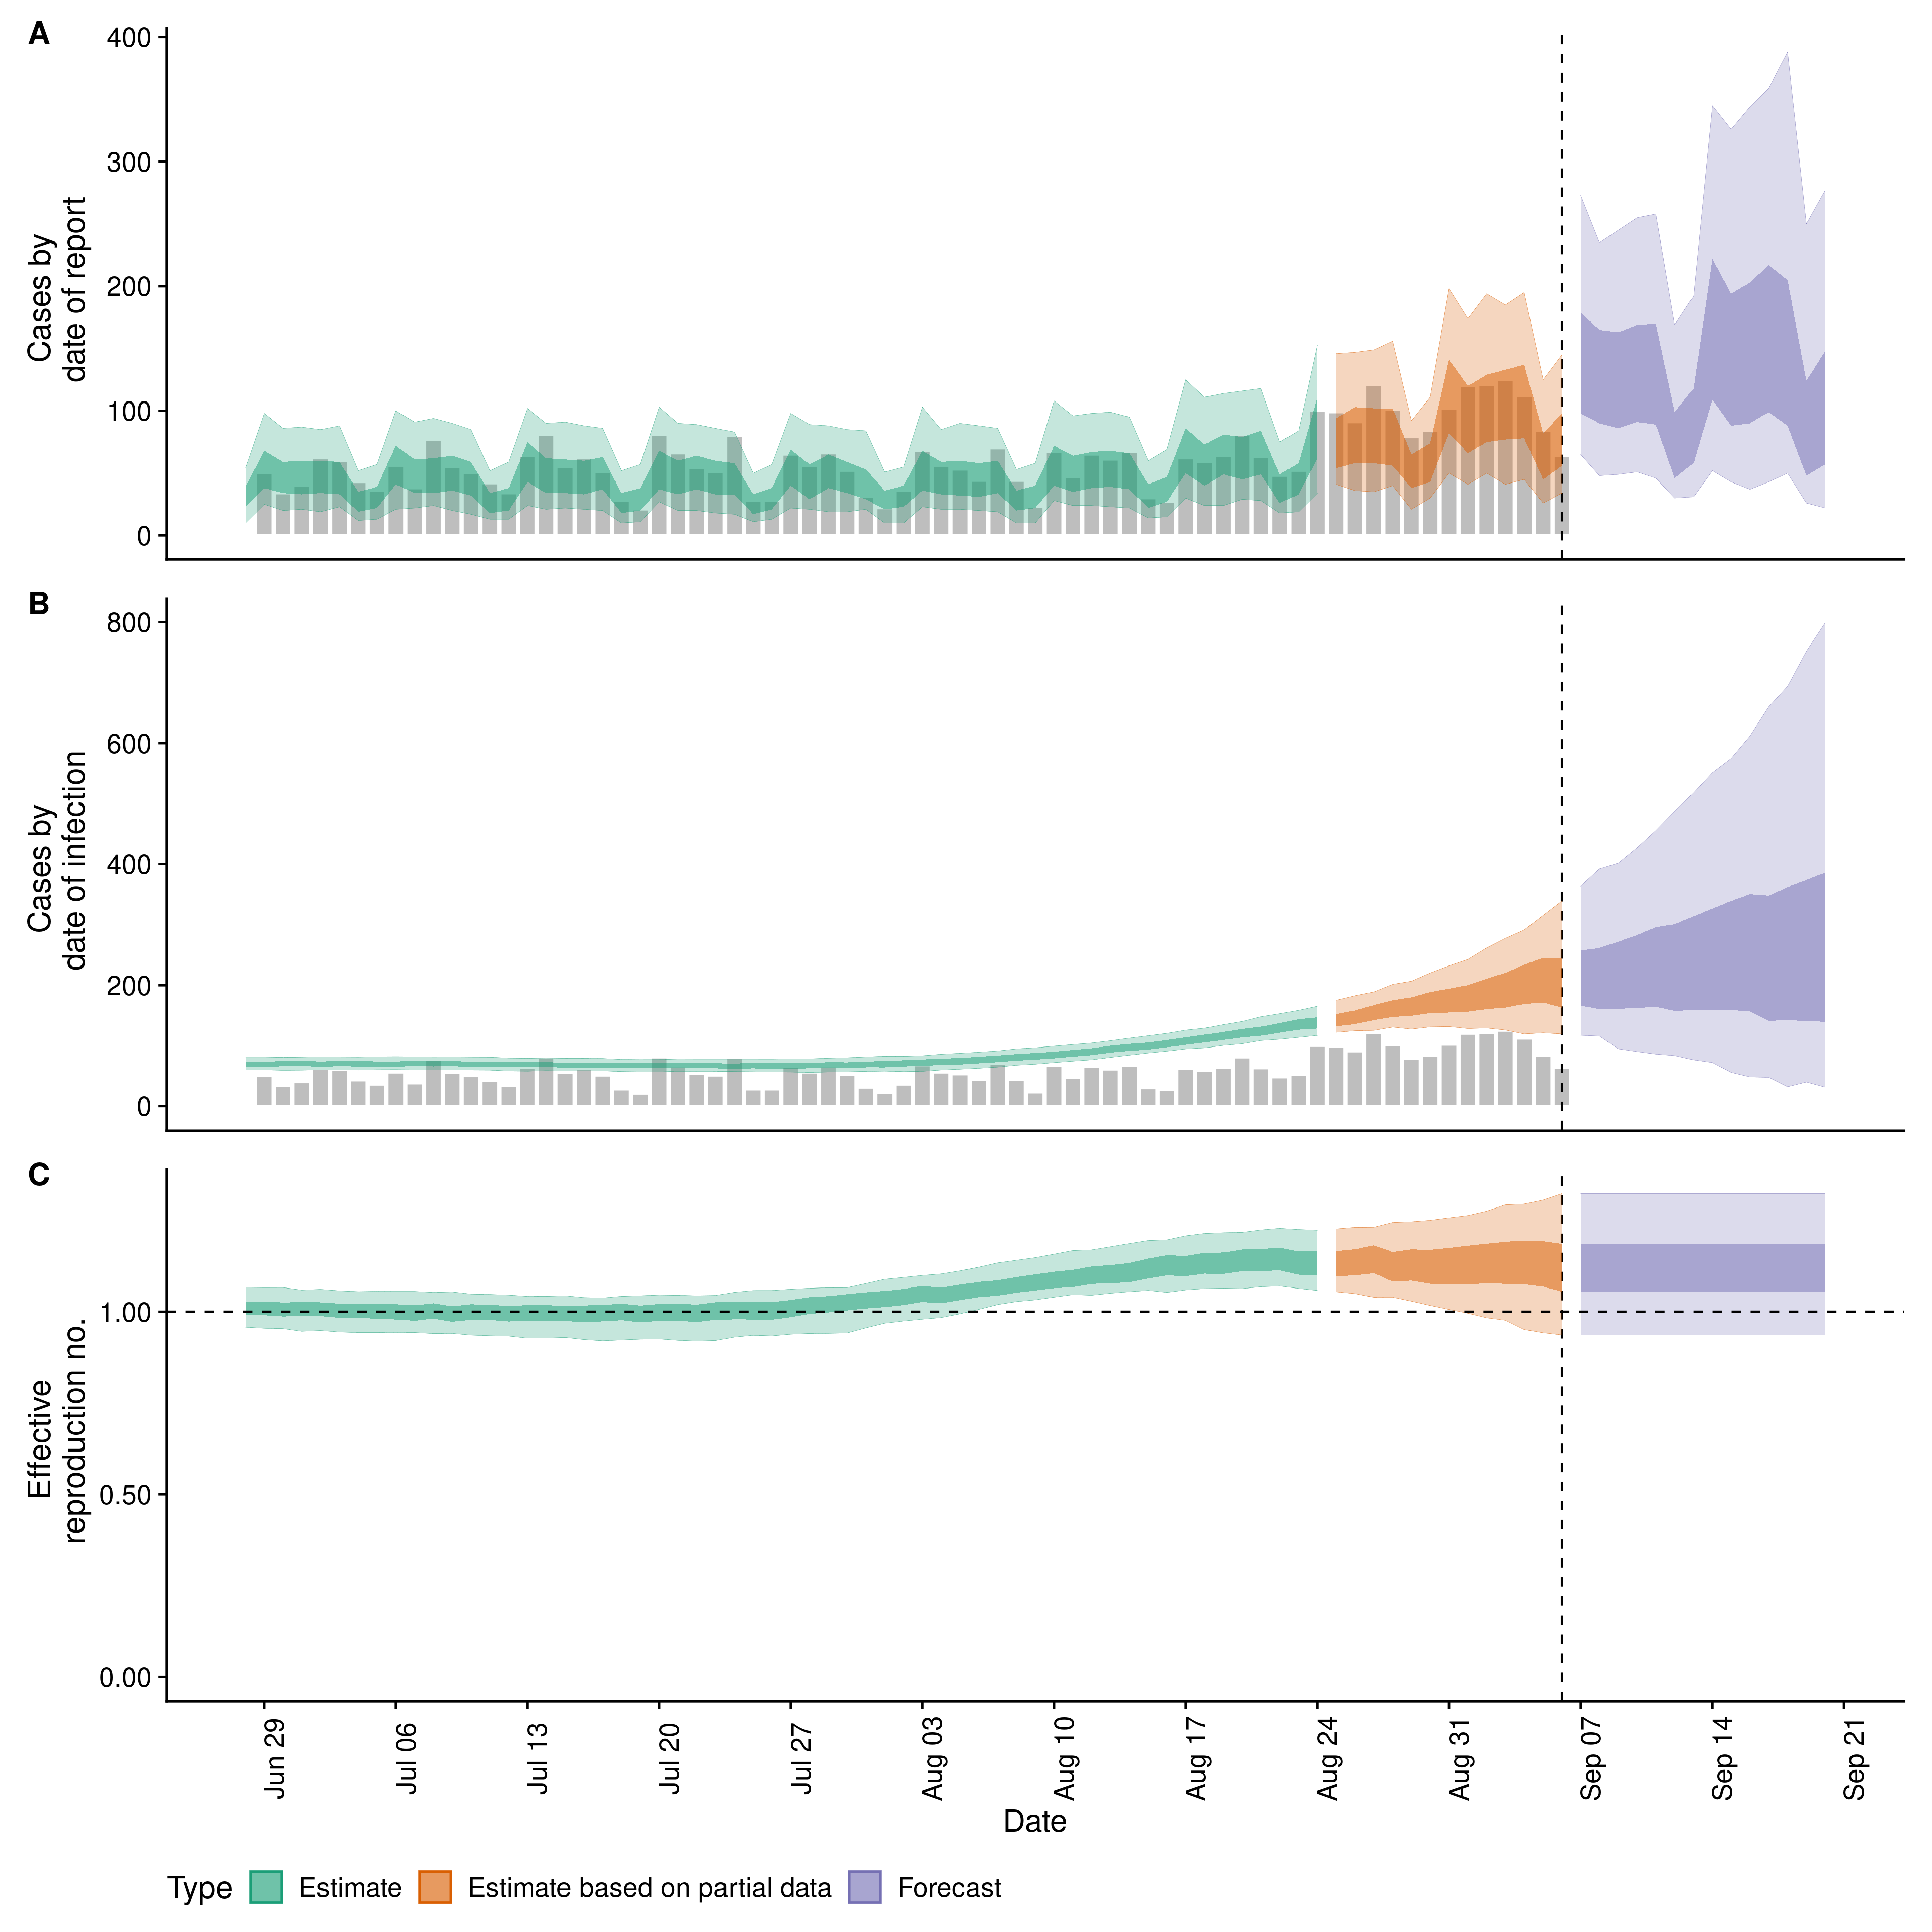 A
400
300
200
100
0
Cases by
date of report
B
800
600
400
200
0
Cases by
date of infection
C
1.00
0.50
0.00
Effective
reproduction no.
Jun 29
Jul 06
Jul 13
Jul 20
Jul 27
Aug 03
Aug 10
Aug 17
Aug 24
Aug 31
Sep 07
Sep 14
Sep 21
Date
Type Estimate Estimate based on partial data Forecast